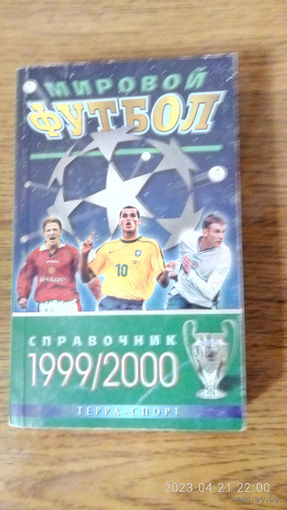 МИРОВОЙ
ФУТБОЛ
SHARP
10
СПРАВОЧНИК
1999/2000
ТЕРРА-СПОРТ
2023-04-21 22:00